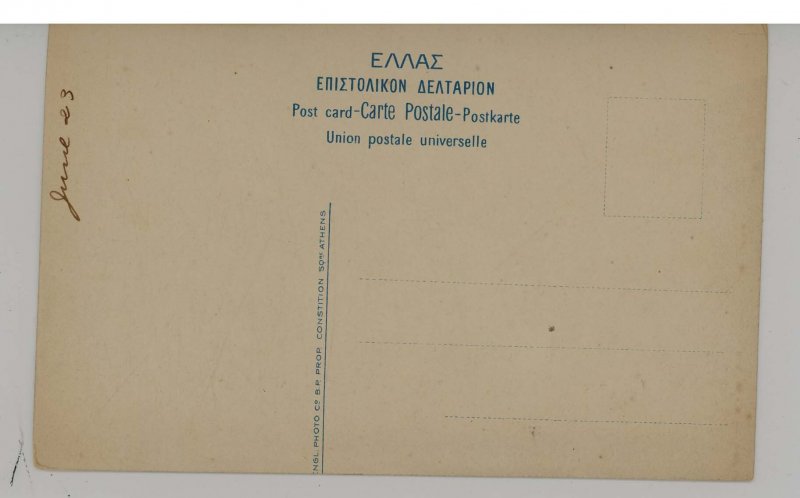 ΕΛΛΑΣ
ΕΠΙΣΤΟΛΙΚΟΝ ΔΕΛΤΑΡΙΟΝ
Post card-Carte Postale-Postkarte
Union postale universelle
June 23
ENGL. PHOTO Cº B.P. PROP. CONSTITION SQRE ATHENS